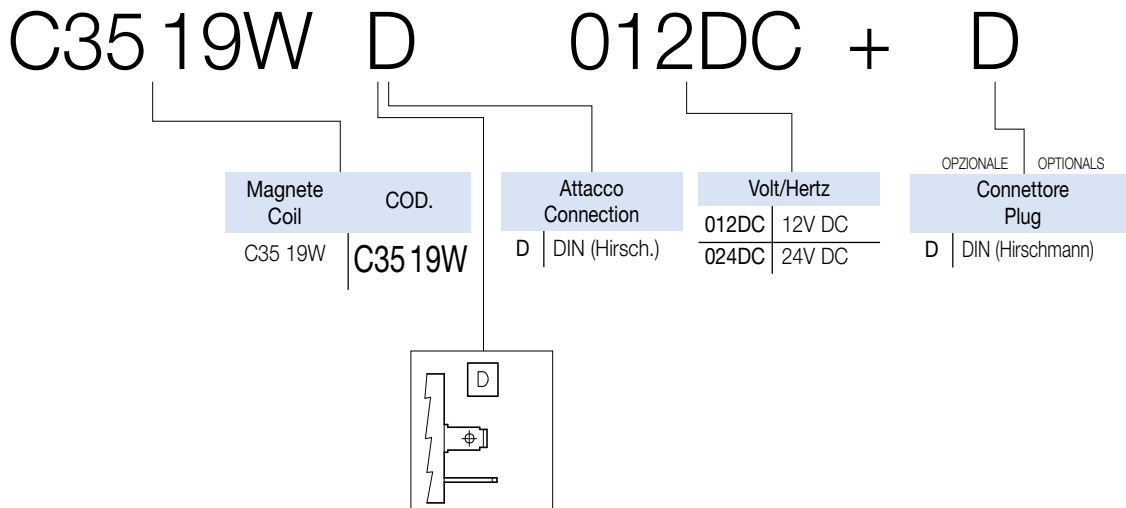 C35 19W D 012DC + D
OPZIONALE OPTIONALS
Magnete
Coil
COD.
C35 19W
C35 19W
Attacco
Connection
D DIN (Hirsch.)
Volt/Hertz
012DC 12V DC
024DC 24V DC
Connettore
Plug
D DIN (Hirschmann)
D